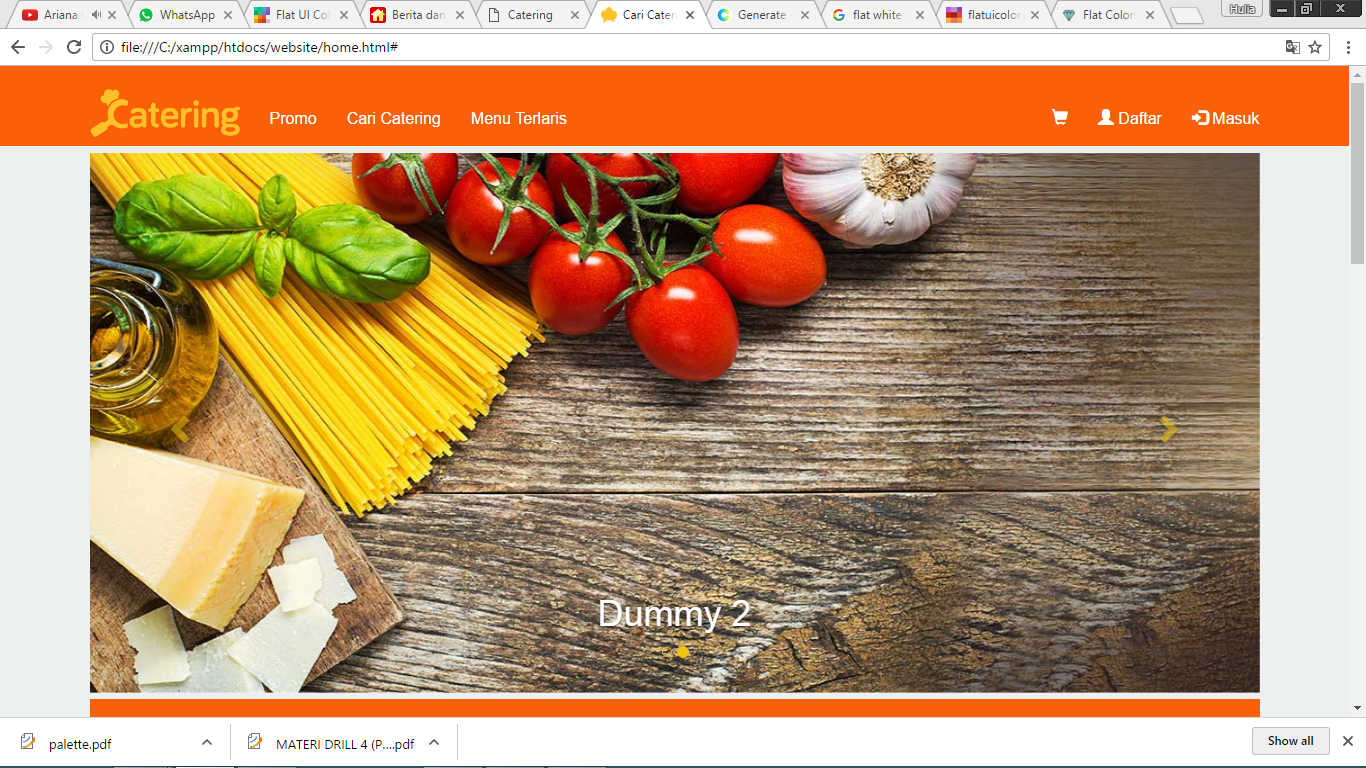 Ariana
WhatsApp
Flat UI Co
Berita dan
Catering
Cari Cater
Generate
flat white
flatuicolor
Flat Color
Hulia
file:///C:/xampp/htdocs/website/home.html#
Catering
Promo
Cari Catering
Menu Terlaris
Daftar
Masuk
Dummy 2
palette.pdf
MATERI DRILL 4 (P....pdf
Show all